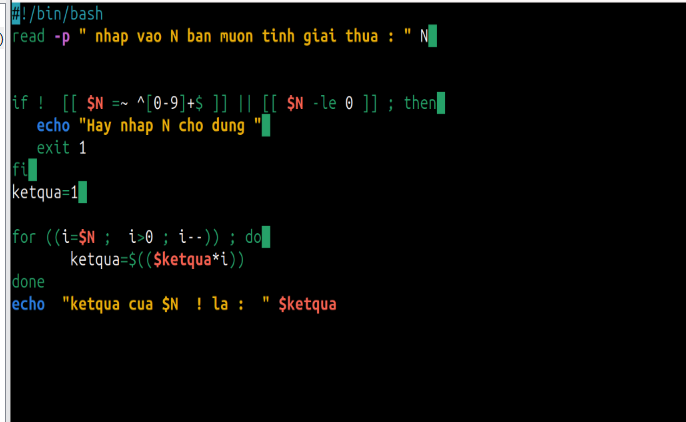 #!/bin/bash
read -p " nhap vao N ban muon tinh giai thua : " N
if !  [[ $N =~ ^[0-9]+$ ]] || [[ $N -le 0 ]] ; then
   echo "Hay nhap N cho dung "
   exit 1
fi
ketqua=1
for ((i=$N ;  i>0 ; i--)) ; do
       ketqua=$(($ketqua*i))
done
echo  "ketqua cua $N  ! la :  " $ketqua